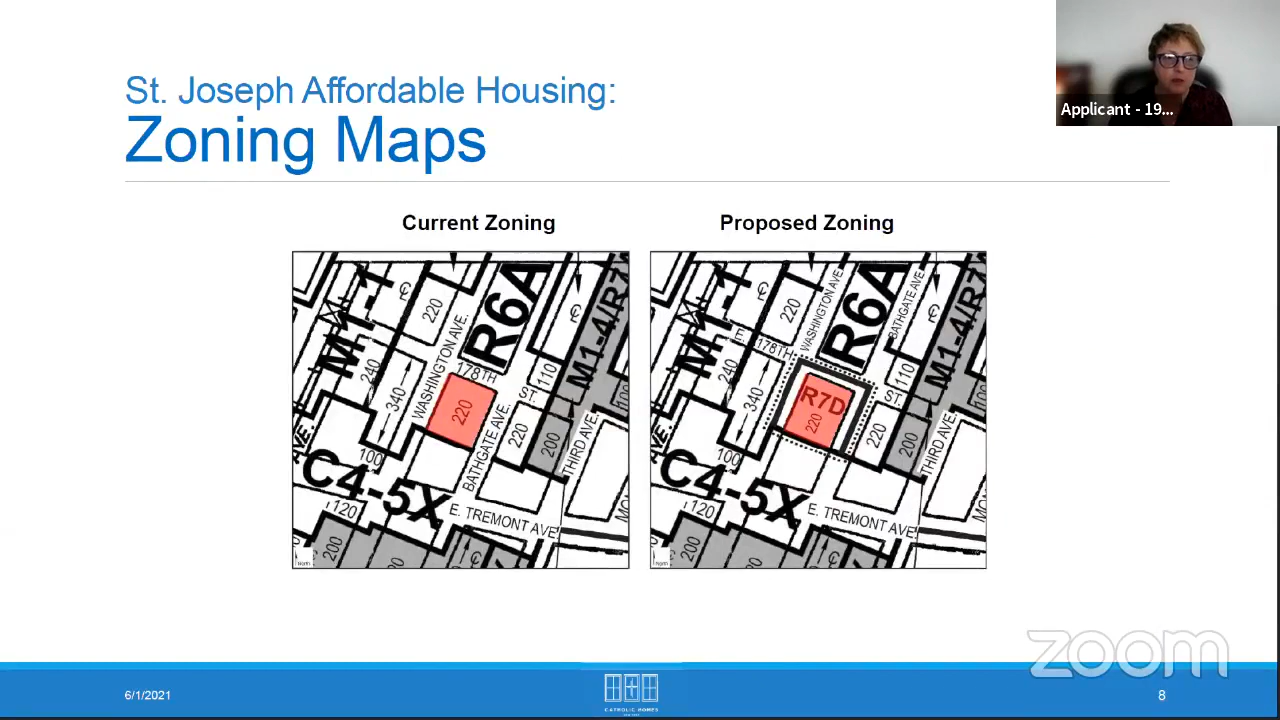 Applicant - 19...
St. Joseph Affordable Housing:
Zoning Maps
Current Zoning
Proposed Zoning
M1-1
220
R6A
M1-4/R7
240
340
WASHINGTON AVE.
178TH
ST.
110
220
220
200
100
BATHGATE AVE.
THIRD AVE.
C4-5X
120
E. TREMONT AVE.
200
200
M1-1
220
WASHINGTON AVE.
R6A
BATHGATE AVE.
M1-4/R7
E.
178TH
240
340
R7D
220
ST.
110
220
200
100
THIRD AVE.
C4-5X
120
E. TREMONT AVE.
200
200
zoom
6/1/2021
CATHOLIC HOMES
NEW YORK
8